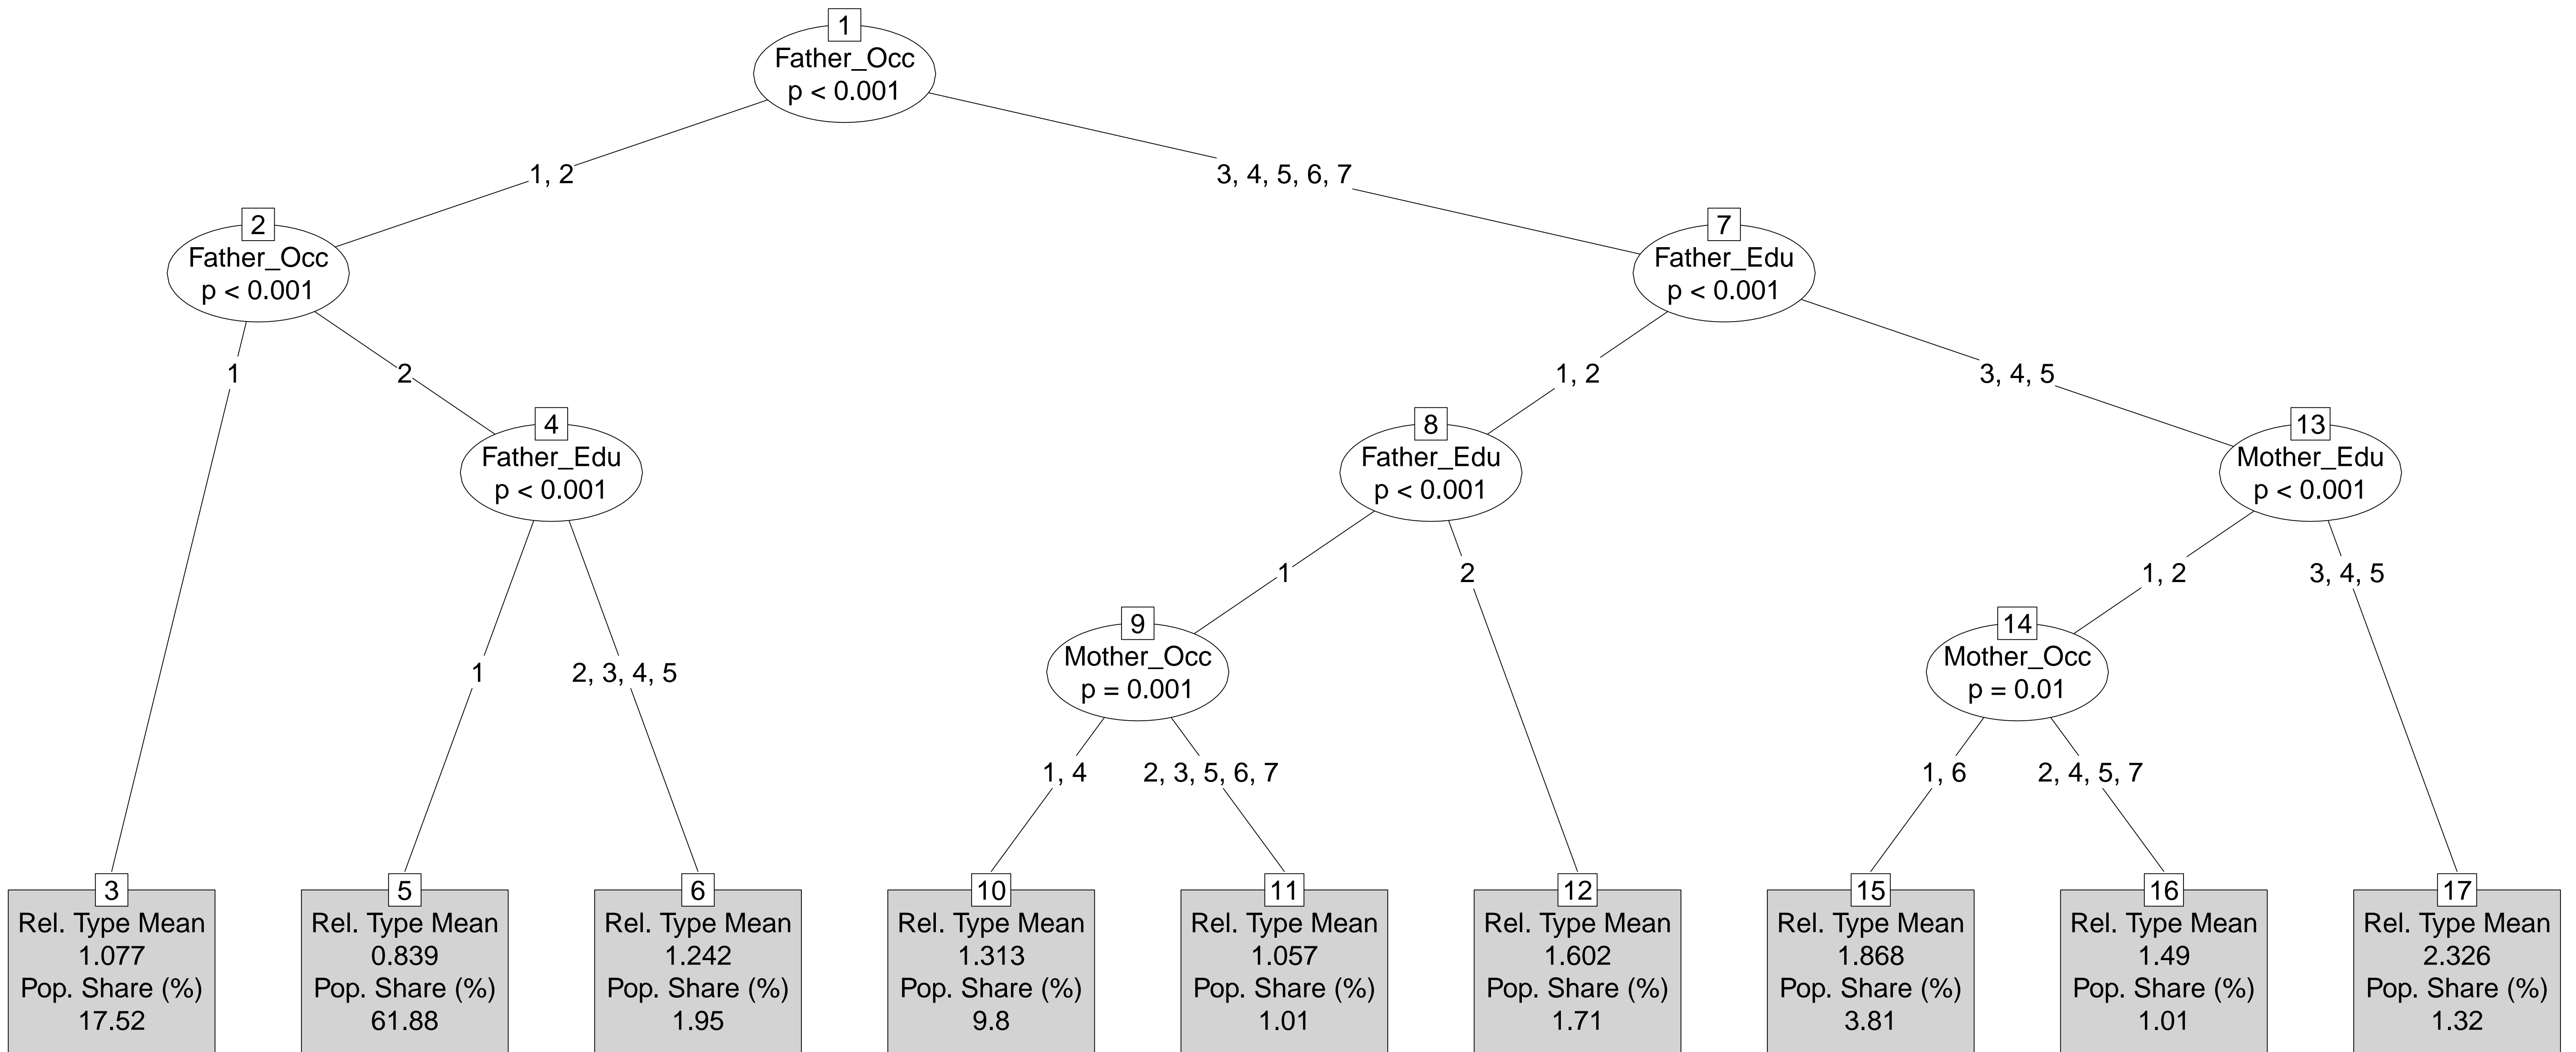 1
Father_Occ
p < 0.001
1, 2
3, 4, 5, 6, 7
2
Father_Occ
p < 0.001
7
Father_Edu
p < 0.001
1
2
1, 2
3, 4, 5
4
Father_Edu
p < 0.001
8
Father_Edu
p < 0.001
13
Mother_Edu
p < 0.001
1
2
1, 2
3, 4, 5
1
2, 3, 4, 5
9
Mother_Occ
p = 0.001
14
Mother_Occ
p = 0.01
1, 4
2, 3, 5, 6, 7
1, 6
2, 4, 5, 7
3
Rel. Type Mean
1.077
Pop. Share (%)
17.52
5
Rel. Type Mean
0.839
Pop. Share (%)
61.88
6
Rel. Type Mean
1.242
Pop. Share (%)
1.95
10
Rel. Type Mean
1.313
Pop. Share (%)
9.8
11
Rel. Type Mean
1.057
Pop. Share (%)
1.01
12
Rel. Type Mean
1.602
Pop. Share (%)
1.71
15
Rel. Type Mean
1.868
Pop. Share (%)
3.81
16
Rel. Type Mean
1.49
Pop. Share (%)
1.01
17
Rel. Type Mean
2.326
Pop. Share (%)
1.32